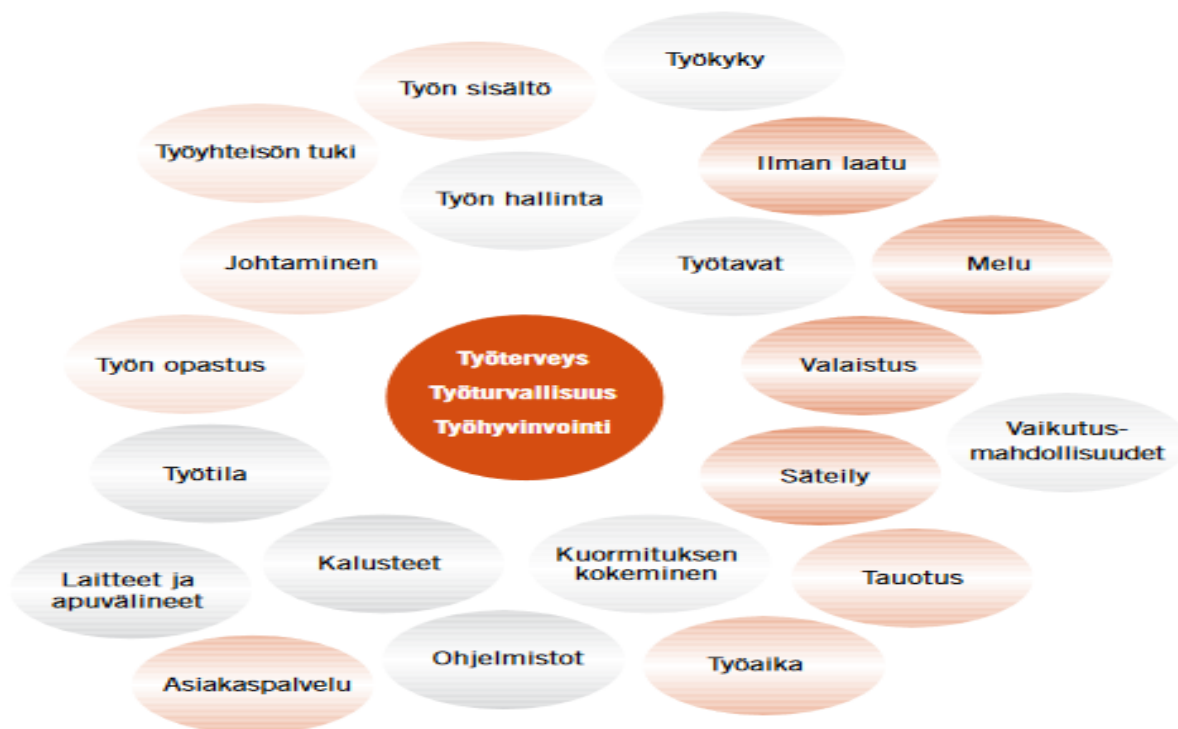 Työkyky
Työn sisältö
Työyhteisön tuki
Ilman laatu
Työn hallinta
Johtaminen
Työtavat
Melu
Työn opastus
Työterveys
Työturvallisuus
Työhyvinvointi
Valaistus
Vaikutus-
mahdollisuudet
Työtila
Säteily
Kalusteet
Kuormituksen
kokeminen
Laitteet ja
apuvälineet
Tauotus
Ohjelmistot
Työaika
Asiakaspalvelu